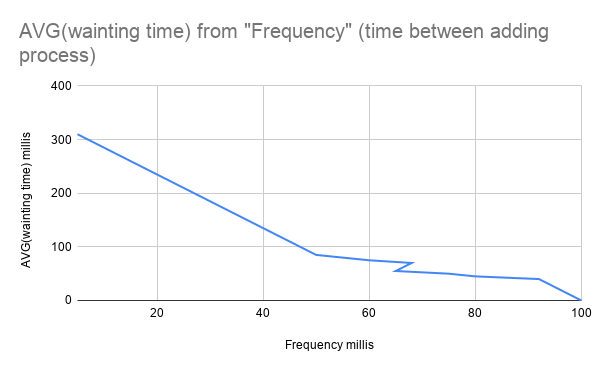 AVG(wainting time) from "Frequency" (time between adding
process)
AVG(wainting time) millis
400
300
200
100
0
20
40
60
80
100
Frequency millis